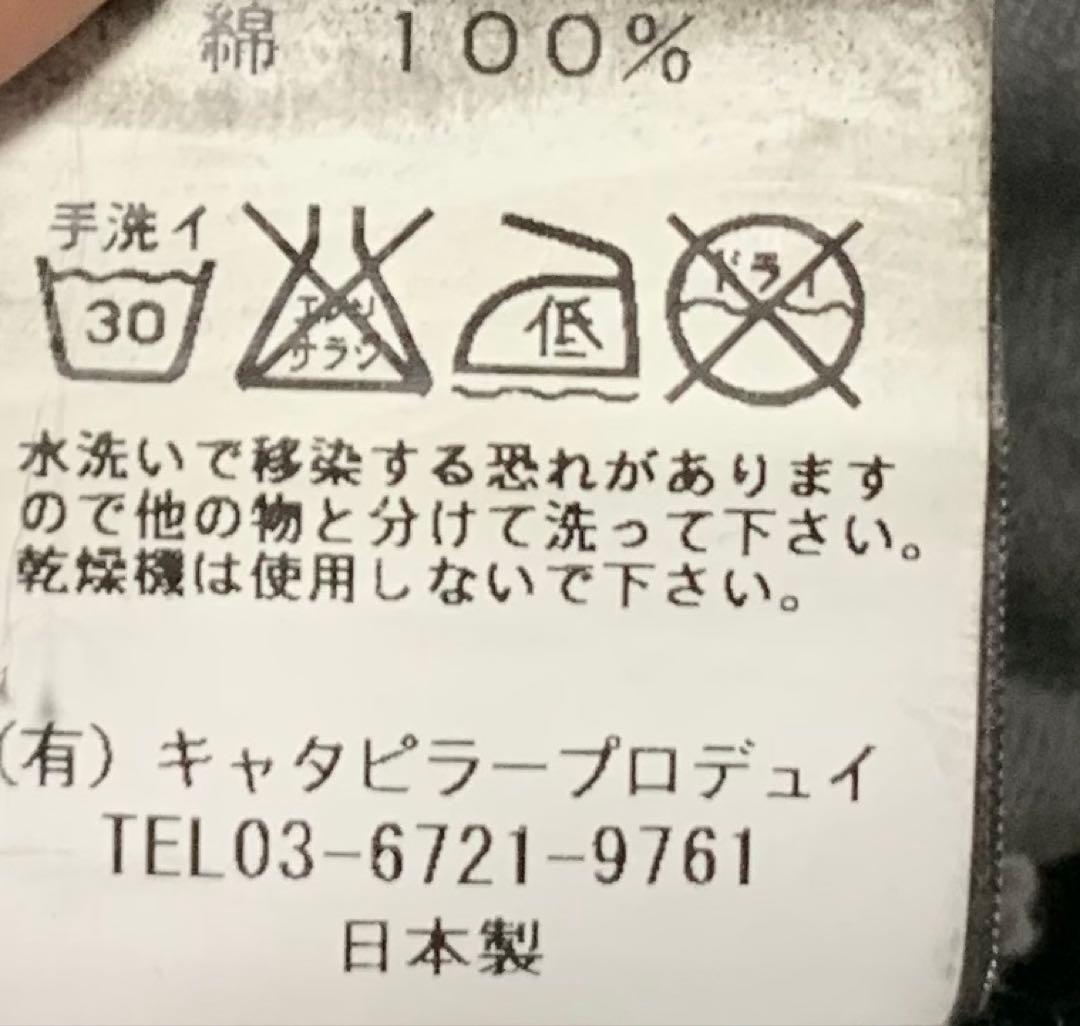 綿 100%
手洗イ
30
エンソ
サラシ
低
ドライ
水洗いで移染する恐れがあります
ので他の物と分けて洗って下さい。
乾燥機は使用しないで下さい。
(有) キャタピラープロデュイ
TEL03-6721-9761
日本製